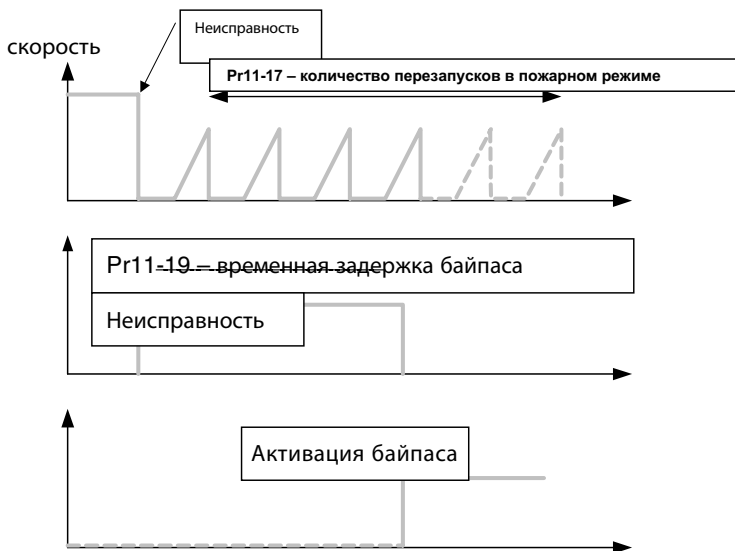 Неисправность
скорость
Pr11-17 – количество перезапусков в пожарном режиме
Pr11-19 – временная задержка байпаса
Неисправность
Активация байпаса